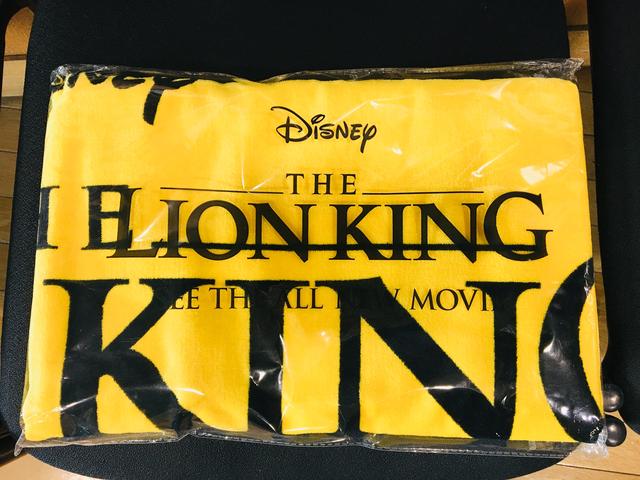 Disney
THE
LION KING
SEE THE ALL NEW MOVIE
KING